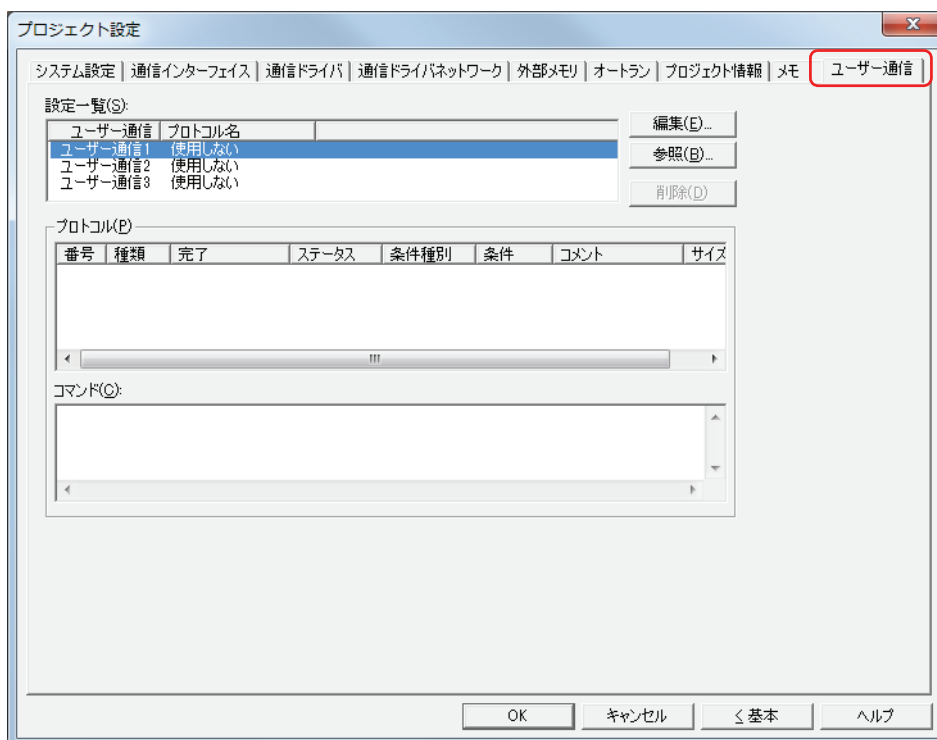 プロジェクト設定
システム設定 通信インターフェイス 通信ドライバ 通信ドライバネットワーク 外部メモリ オートラン プロジェクト情報 メモ ユーザー通信
設定一覧(S):
ユーザー通信 プロトコル名
ユーザー通信1 使用しない
ユーザー通信2 使用しない
ユーザー通信3 使用しない
編集(E)...
参照(B)...
削除(D)
プロトコル(P)
番号 種類 完了 ステータス 条件種別 条件 コメント サイズ
コマンド(C):
OK キャンセル < 基本 ヘルプ